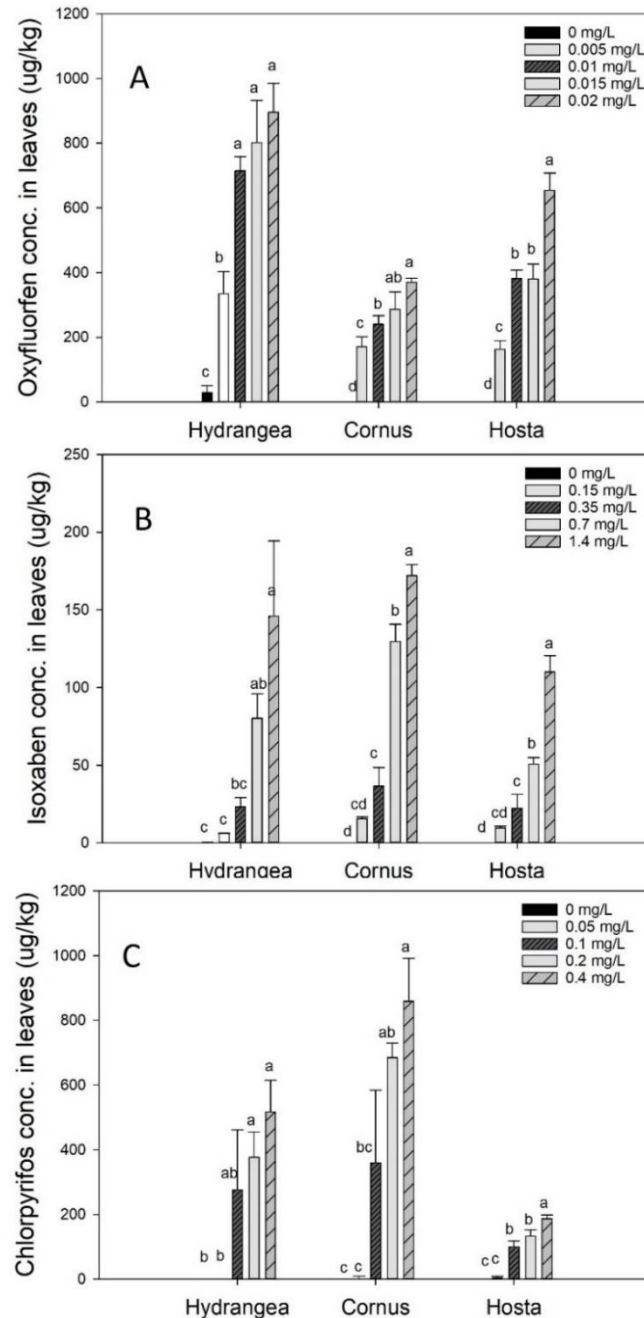 A
Oxyfluorfen conc. in leaves (ug/kg)
1200
1000
800
600
400
200
0
0 mg/L
0.005 mg/L
0.01 mg/L
0.015 mg/L
0.02 mg/L
c b a a a
d c b ab a
d c b b a
Hydrangea Cornus Hosta
B
Isoxaben conc. in leaves (ug/kg)
250
200
150
100
50
0
0 mg/L
0.15 mg/L
0.35 mg/L
0.7 mg/L
1.4 mg/L
c c bc ab a
d cd c b a
d cd c b a
Hydrangea Cornus Hosta
C
Chlorpyrifos conc. in leaves (ug/kg)
1200
1000
800
600
400
200
0
0 mg/L
0.05 mg/L
0.1 mg/L
0.2 mg/L
0.4 mg/L
b b ab a a
c c bc ab a
c c b b a
Hydrangea Cornus Hosta